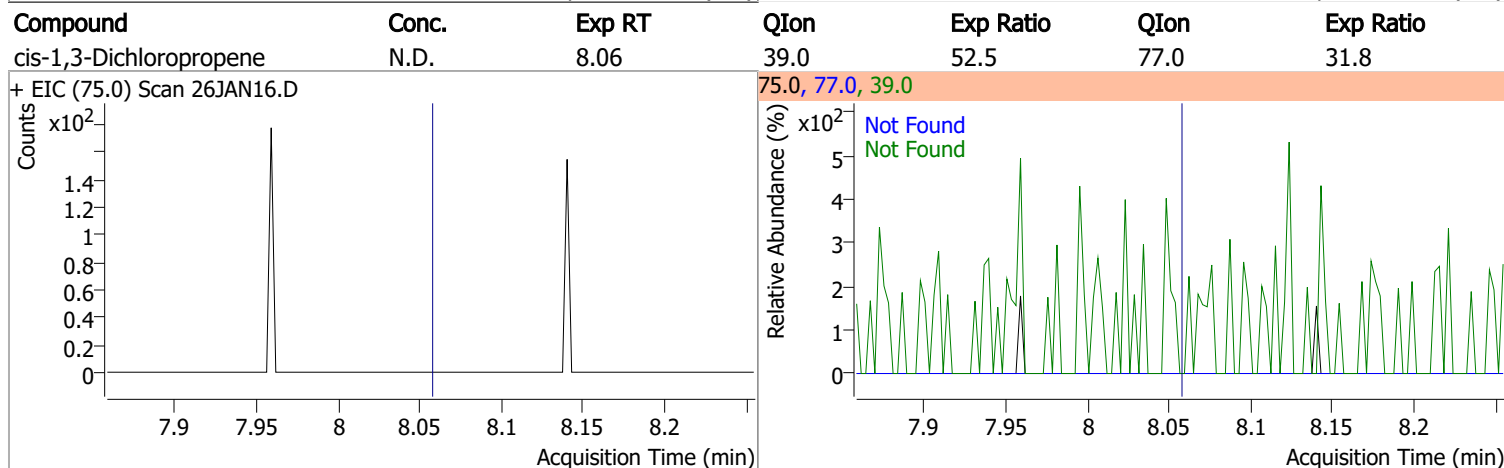 Compound Conc. Exp RT QIon Exp Ratio QIon Exp Ratio
cis-1,3-Dichloropropene N.D. 8.06 39.0 52.5 77.0 31.8
+ EIC (75.0) Scan 26JAN16.D
Counts
x10²
1.4
1.2
1
0.8
0.6
0.4
0.2
0
7.9 7.95 8 8.05 8.1 8.15 8.2
Acquisition Time (min)
75.0, 77.0, 39.0
Relative Abundance (%)
x10²
Not Found
Not Found
5
4
3
2
1
0
7.9 7.95 8 8.05 8.1 8.15 8.2
Acquisition Time (min)